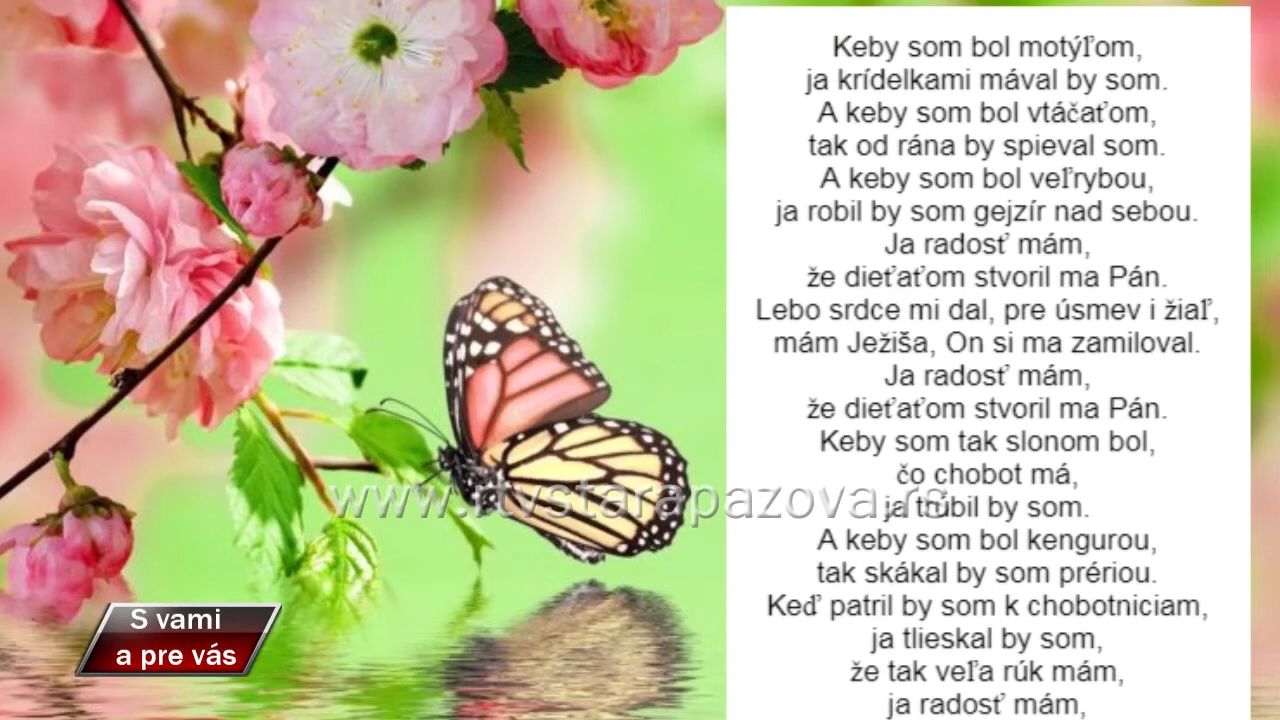 Keby som bol motýľom,
ja krídelkami mával by som.
A keby som bol vtáčaťom,
tak od rána by spieval som.
A keby som bol veľrybou,
ja robil by som gejzír nad sebou.
Ja radosť mám,
že dieťaťom stvoril ma Pán.
Lebo srdce mi dal, pre úsmev i žiaľ,
mám Ježiša, On si ma zamiloval.
Ja radosť mám,
že dieťaťom stvoril ma Pán.
Keby som tak slonom bol,
čo chobot má,
ja trúbil by som.
A keby som bol kengurou,
tak skákal by som prériou.
Keď patril by som k chobotniciam,
ja tlieskal by som,
že tak veľa rúk mám,
ja radosť mám,
www.rtvstarapazova.rs
S vami
a pre vás